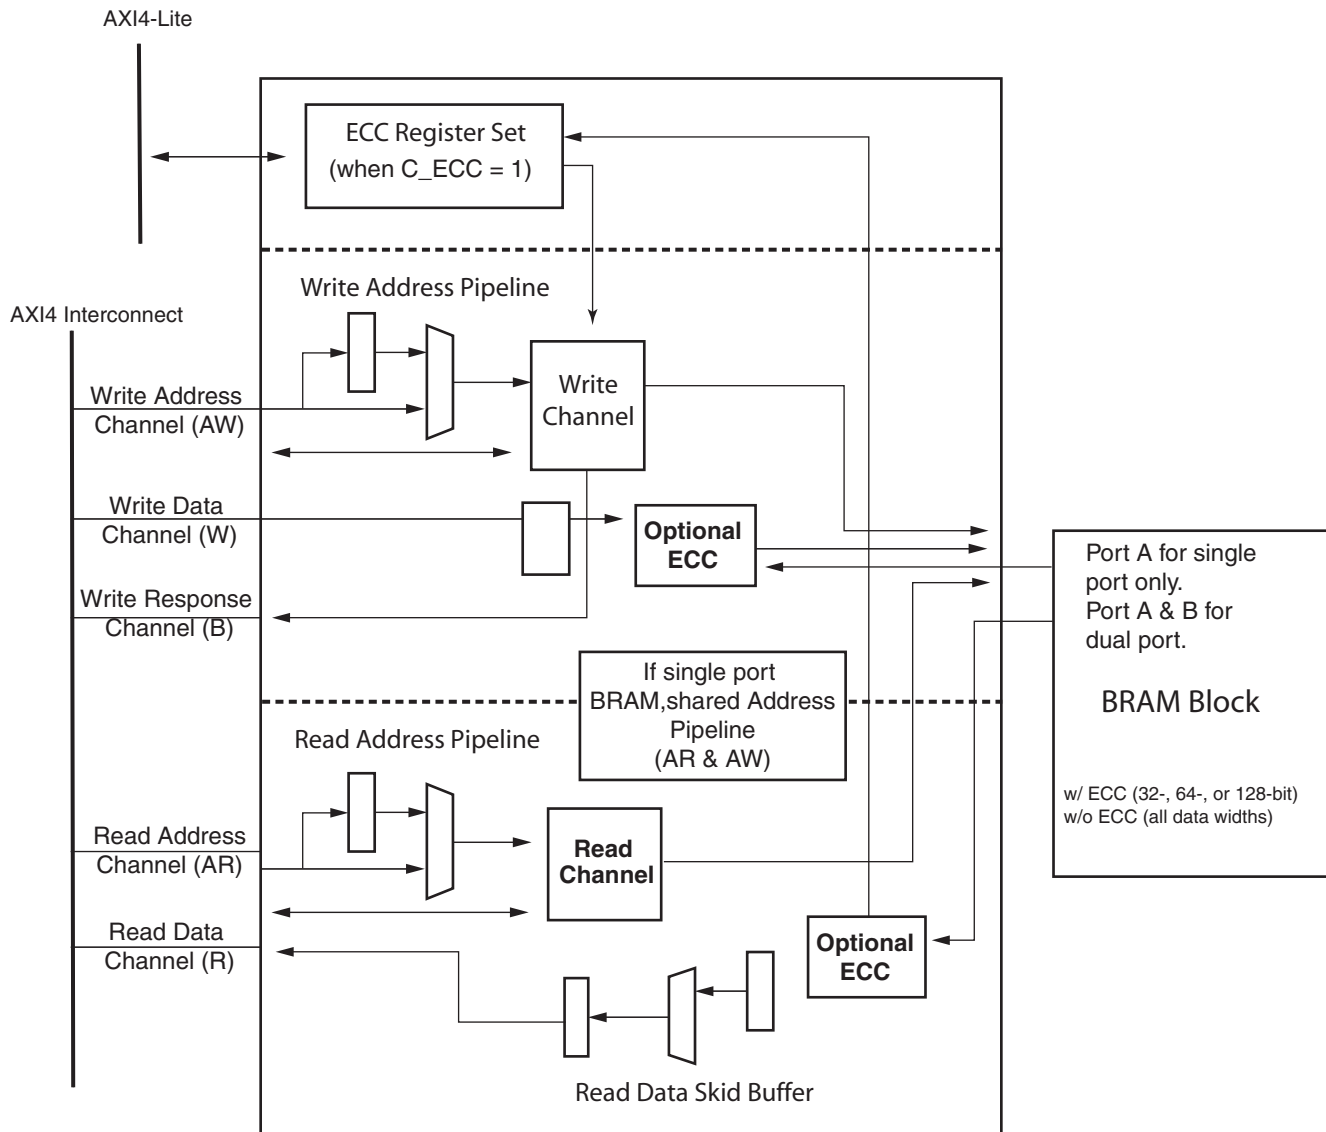 AXI4-Lite
ECC Register Set
(when C_ECC = 1)
Write Address Pipeline
AXI4 Interconnect
Write Address
Channel (AW)
Write
Channel
Write Data
Channel (W)
Optional
ECC
Write Response
Channel (B)
Port A for single
port only.
Port A & B for
dual port.
BRAM Block
w/ ECC (32-, 64-, or 128-bit)
w/o ECC (all data widths)
If single port
BRAM,shared Address
Pipeline
(AR & AW)
Read Address Pipeline
Read Address
Channel (AR)
Read
Channel
Read Data
Channel (R)
Optional
ECC
Read Data Skid Buffer